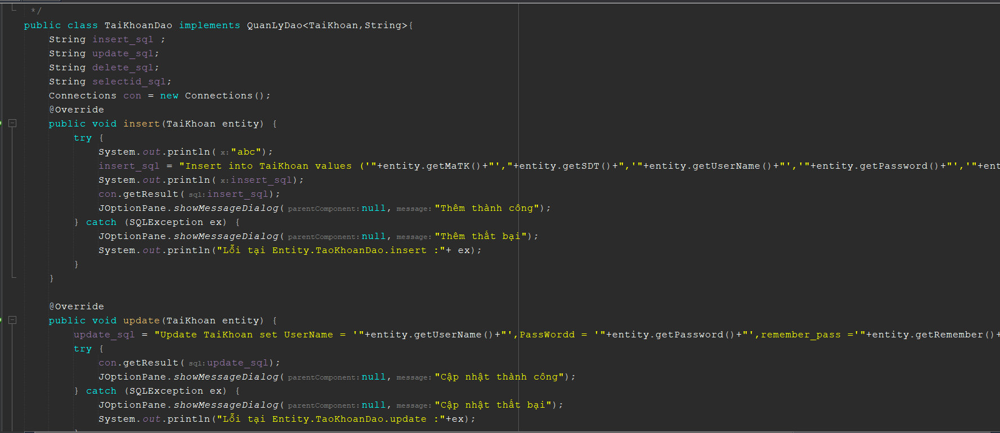 */
public class TaiKhoanDao implements QuanLyDao<TaiKhoan,String>{
String insert_sql ;
String update_sql;
String delete_sql;
String selectid_sql;
Connections con = new Connections();
@Override
public void insert(TaiKhoan entity) {
try {
System.out.println( x:"abc");
insert_sql = "Insert into TaiKhoan values ('"+entity.getMaTK()+"',"+entity.getSDT()+",'"+entity.getUserName()+"','"+entity.getPassword()+"','"+ent
System.out.println( x:insert_sql);
con.getResult( sql:insert_sql);
JOptionPane.showMessageDialog( parentComponent:null, message:"Thêm thành công");
} catch (SQLException ex) {
JOptionPane.showMessageDialog( parentComponent:null, message:"Thêm thất bại");
System.out.println("Lỗi tại Entity.TaoKhoanDao.insert :"+ ex);
}
}
@Override
public void update(TaiKhoan entity) {
update_sql = "Update TaiKhoan set UserName = '"+entity.getUserName()+"',PassWordd = '"+entity.getPassword()+"',remember_pass ='"+entity.getRemember()+
try {
con.getResult( sql:update_sql);
JOptionPane.showMessageDialog( parentComponent:null, message:"Cập nhật thành công");
} catch (SQLException ex) {
JOptionPane.showMessageDialog( parentComponent:null, message:"Cập nhật thất bại");
System.out.println("Lỗi tại Entity.TaoKhoanDao.update :"+ex);